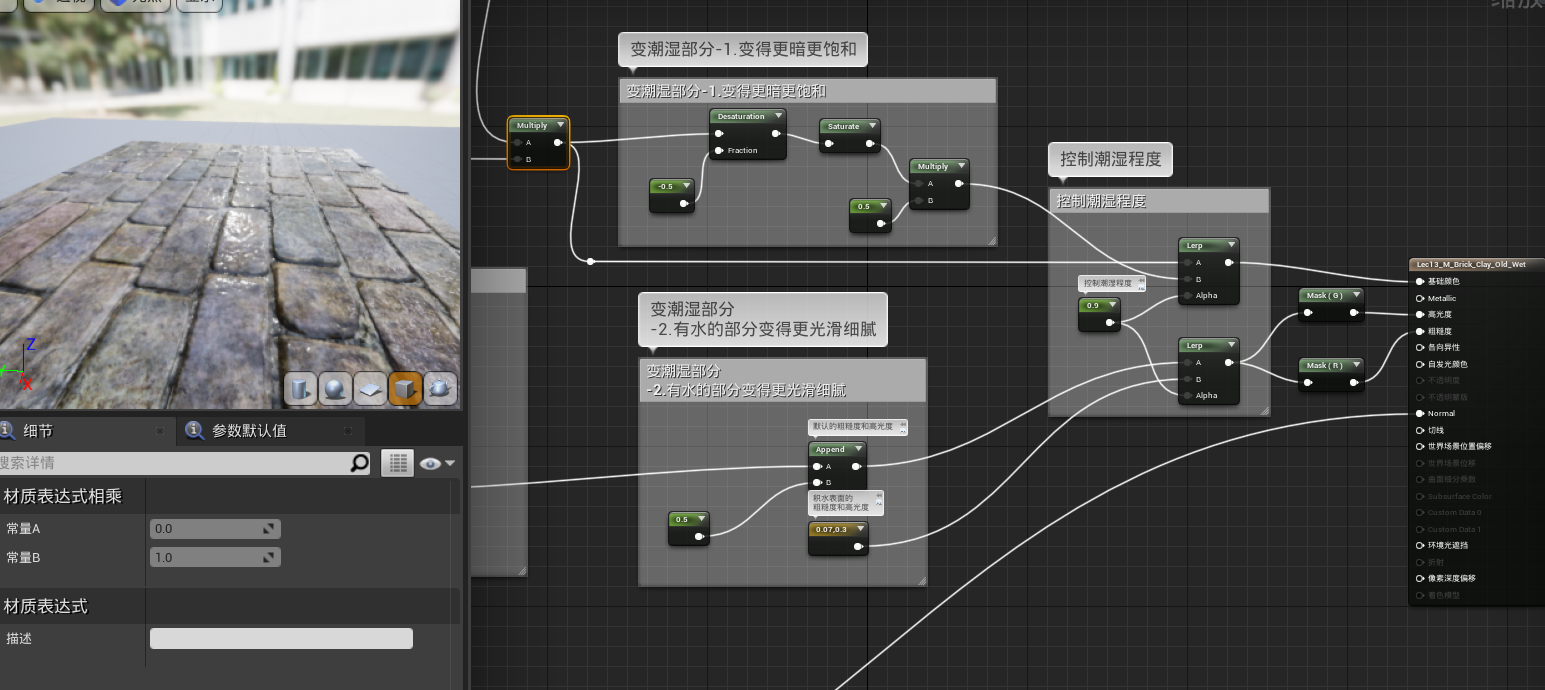 变潮湿部分-1.变得更暗更饱和
变潮湿部分-1.变得更暗更饱和
Multiply
A
B
Desaturation
Fraction
-0.5
Saturate
Multiply
A
B
0.5
控制潮湿程度
控制潮湿程度
Lerp
A
B
Alpha
控制潮湿程度
0.9
Lerp
A
B
Alpha
Mask ( G )
Mask ( R )
变潮湿部分
-2.有水的部分变得更光滑细腻
变潮湿部分
-2.有水的部分变得更光滑细腻
默认的粗糙度和高光度
Append
A
B
积水表面的
粗糙度和高光度
0.5
0.07,0.3
Lec13_M_Brick_Clay_Old_Wet
基础颜色
Metallic
高光度
粗糙度
各向异性
自发光颜色
不透明度
不透明蒙版
Normal
切线
世界场景位置偏移
世界场景位移
曲面细分乘数
Subsurface Color
Custom Data 0
Custom Data 1
环境光遮挡
折射
像素深度偏移
着色模型
Z
X
细节
参数默认值
搜索详情
材质表达式相乘
常量A
0.0
常量B
1.0
材质表达式
描述